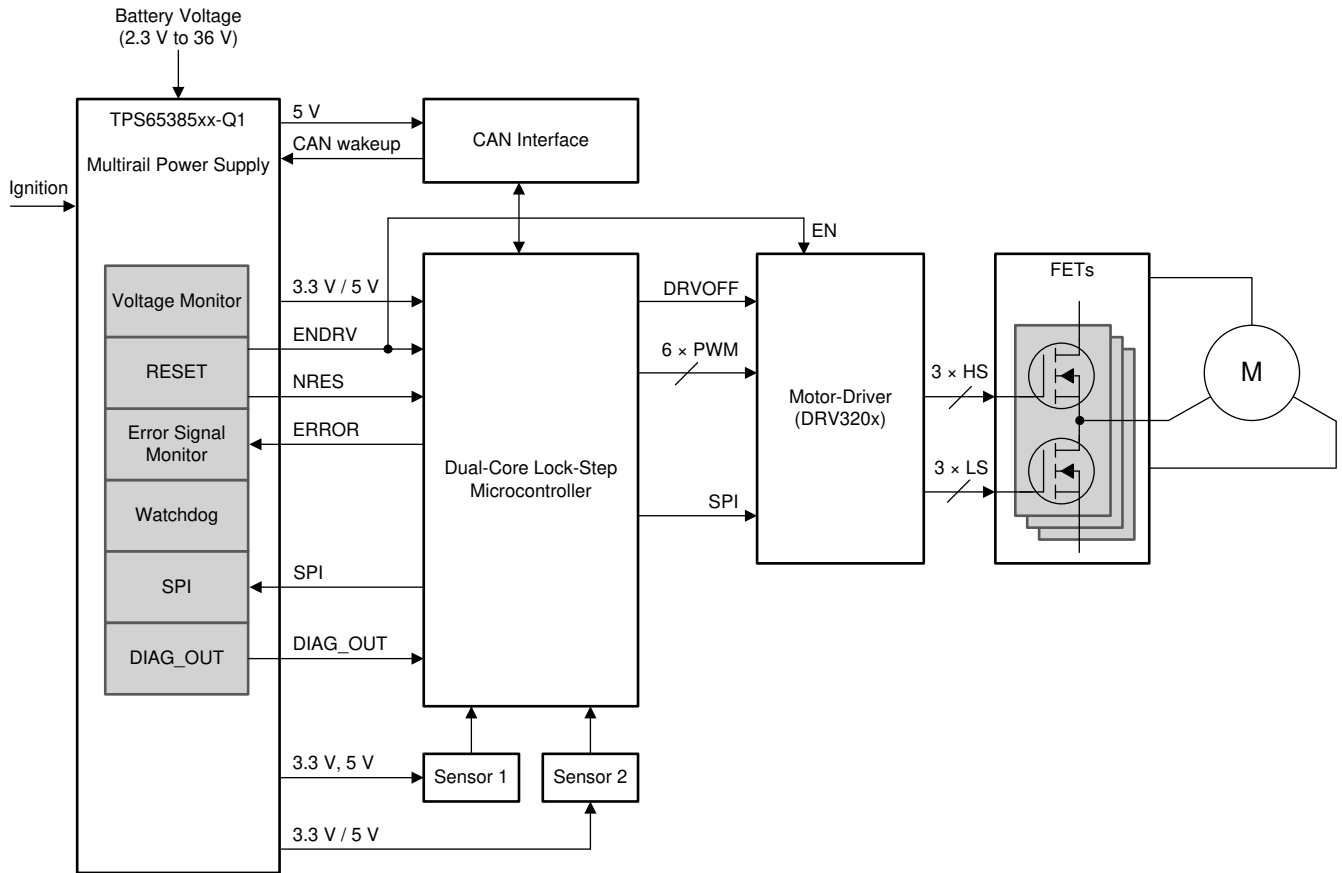 Battery Voltage
(2.3 V to 36 V)
TPS65385xx-Q1
Multirail Power Supply
Ignition
5 V
CAN wakeup
CAN Interface
EN
Voltage Monitor
RESET
Error Signal
Monitor
Watchdog
SPI
DIAG_OUT
3.3 V / 5 V
ENDRV
NRES
ERROR
SPI
DIAG_OUT
Dual-Core Lock-Step
Microcontroller
DRVOFF
6 × PWM
SPI
Motor-Driver
(DRV320x)
3 × HS
3 × LS
FETs
M
3.3 V, 5 V
Sensor 1
Sensor 2
3.3 V / 5 V